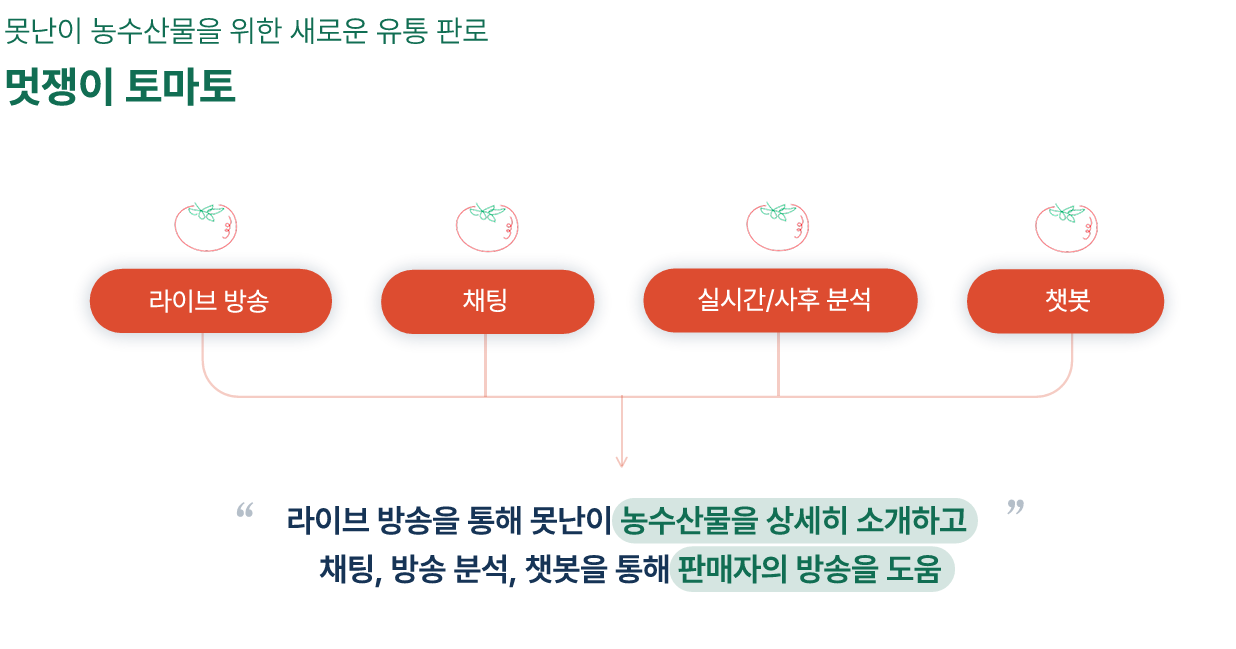 못난이 농수산물을 위한 새로운 유통 판로
멋쟁이 토마토
라이브 방송
채팅
실시간/사후 분석
챗봇
“ 라이브 방송을 통해 못난이 농수산물을 상세히 소개하고 ”
채팅, 방송 분석, 챗봇을 통해 판매자의 방송을 도움